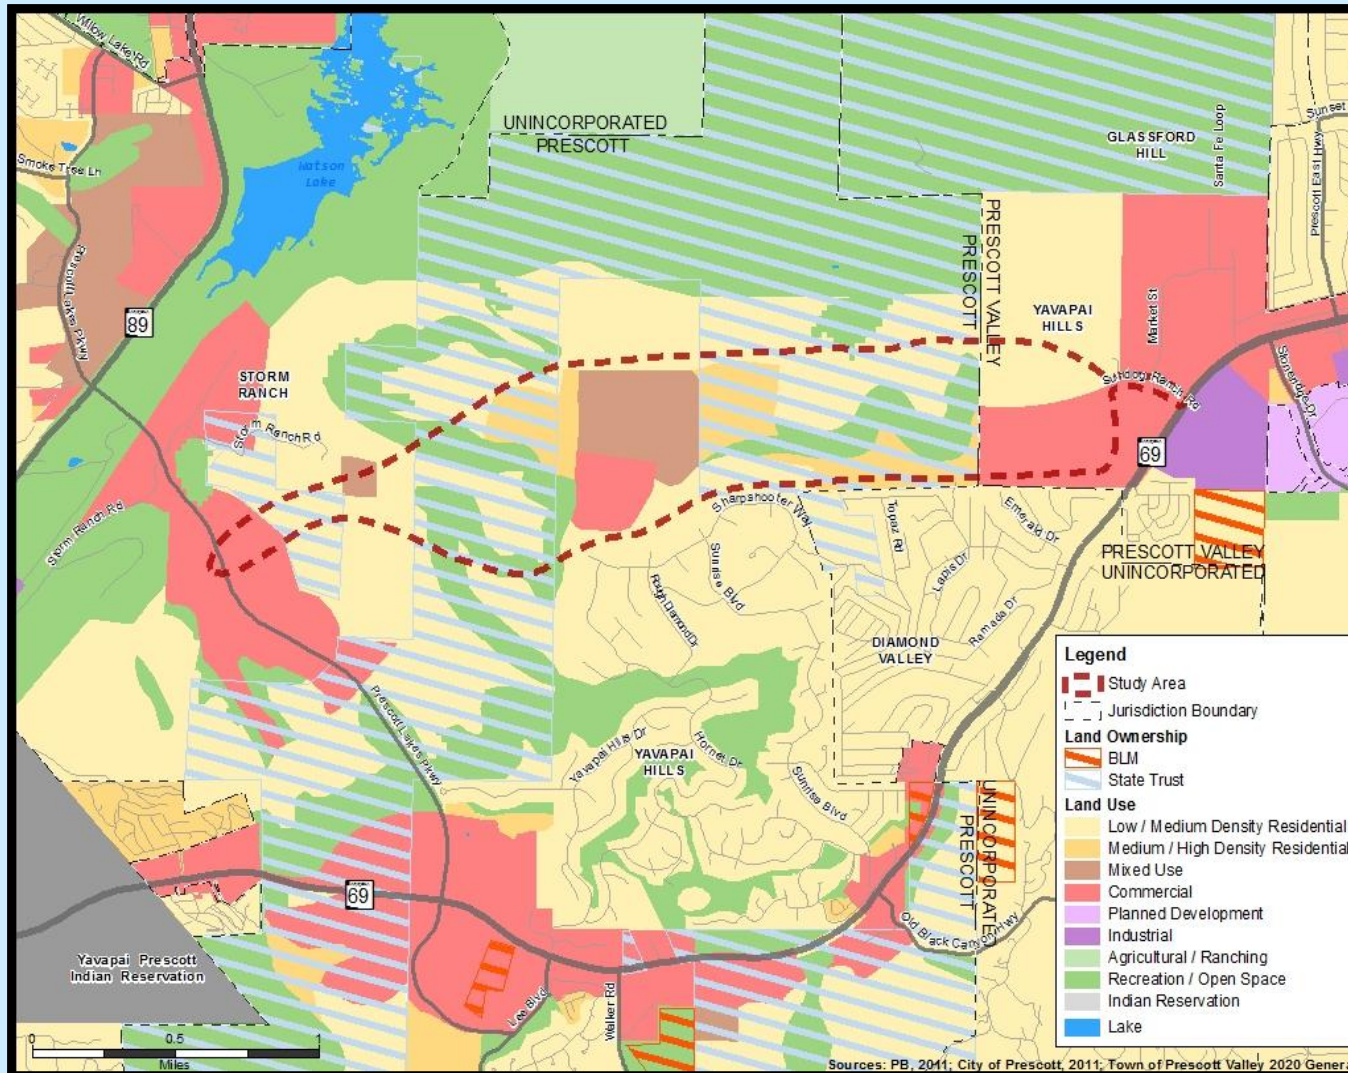 Willow Lake Rd
Smoke Tree Ln
Watson
Lake
UNINCORPORATED
PRESCOTT
GLASSFORD
HILL
Santa Fe Loop
Sunset
Prescott East Hwy
PRESCOTT VALLEY
PRESCOTT
Prescott Lakes Pkwy
89
YAVAPAI
HILLS
Market St
STORM
RANCH
Storm Ranch Rd
Sundog Ranch Rd
Stoneridge Dr
69
Storm Ranch Rd
Sharpshooter Way
Topaz Rd
Emerald Dr
PRESCOTT VALLEY
UNINCORPORATED
Sunrise Blvd
Lapis Dr
Rough Diamond Dr
Ramada Dr
DIAMOND
VALLEY
Prescott Lakes Pkwy
Yavapai Hills Dr
Hornet Dr
YAVAPAI
HILLS
Sunrise Blvd
UNINCORPORATED
PRESCOTT
69
Old Black Canyon Hwy
Yavapai Prescott
Indian Reservation
Lee Blvd
Walker Rd
Legend
Study Area
Jurisdiction Boundary
Land Ownership
BLM
State Trust
Land Use
Low / Medium Density Residential
Medium / High Density Residential
Mixed Use
Commercial
Planned Development
Industrial
Agricultural / Ranching
Recreation / Open Space
Indian Reservation
Lake
0 0.5 1
Miles
Sources: PB, 2011; City of Prescott, 2011; Town of Prescott Valley 2020 Genera